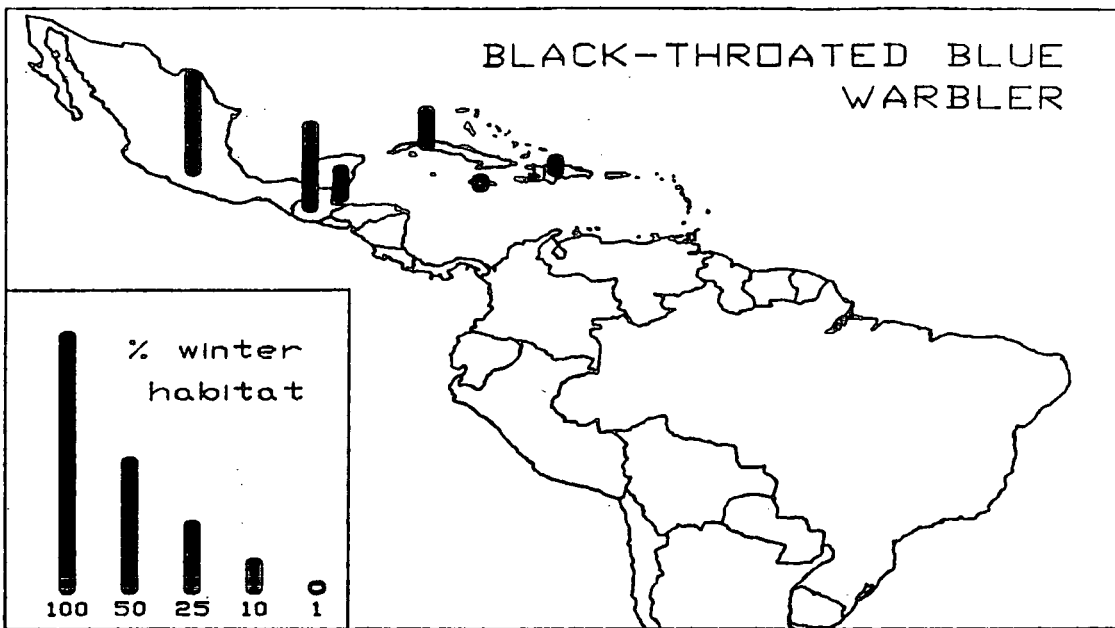 BLACK-THROATED BLUE
WARBLER
% winter
habitat
100 50 25 10 1